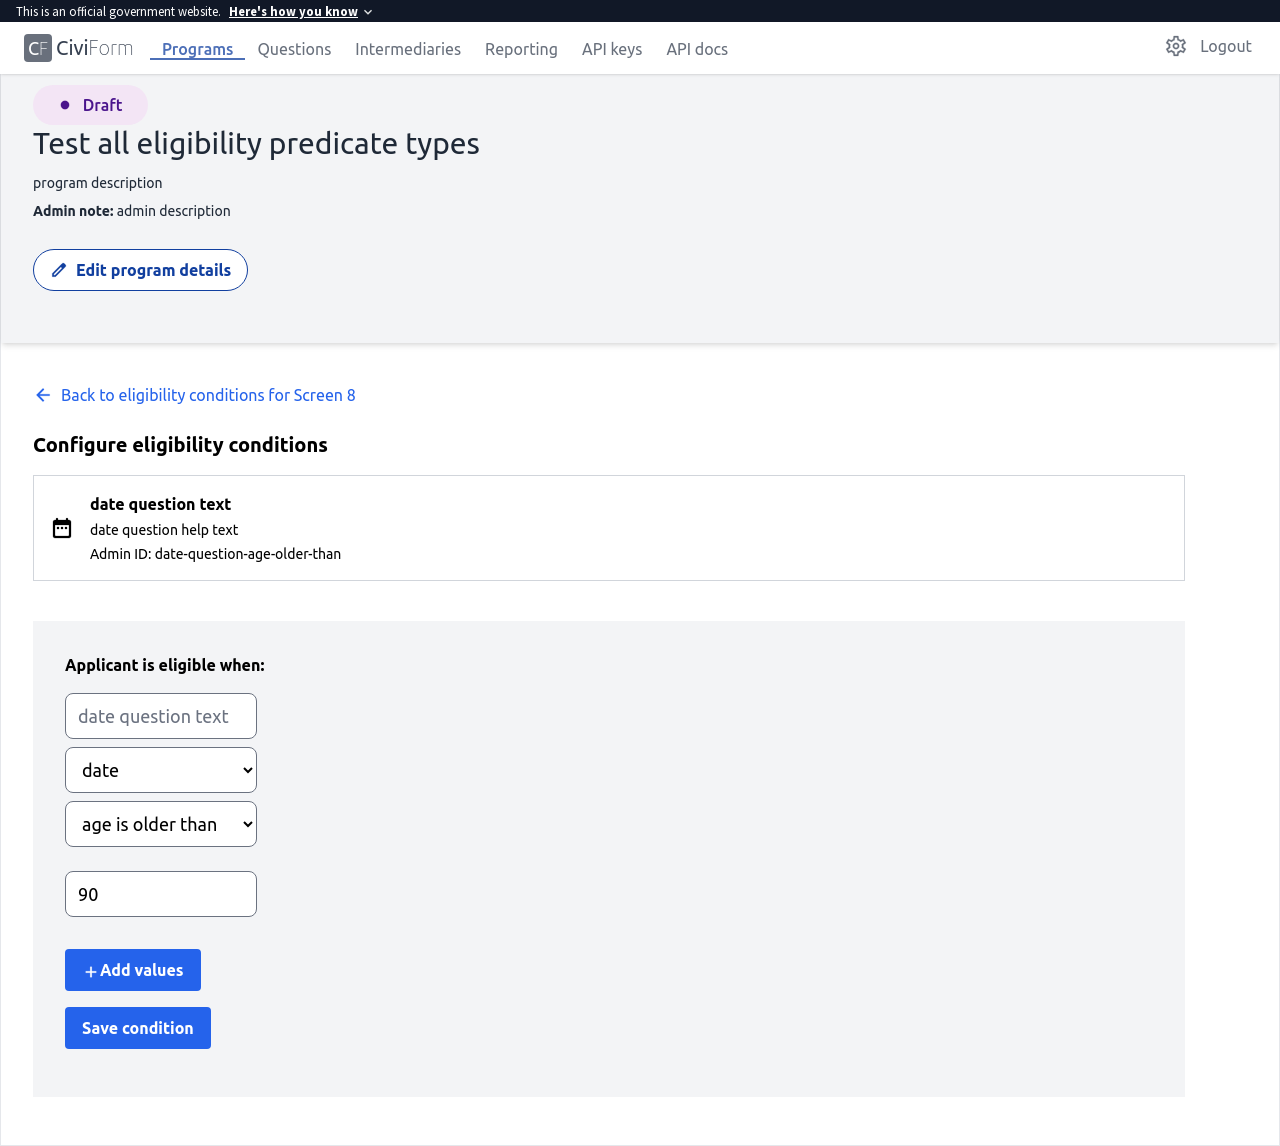 This is an official government website. Here's how you know
CF CiviForm Programs Questions Intermediaries Reporting API keys API docs Logout
Draft
Test all eligibility predicate types
program description
Admin note: admin description
Edit program details
Back to eligibility conditions for Screen 8
Configure eligibility conditions
date question text
date question help text
Admin ID: date-question-age-older-than
Applicant is eligible when:
date question text
date
age is older than
90
+ Add values
Save condition